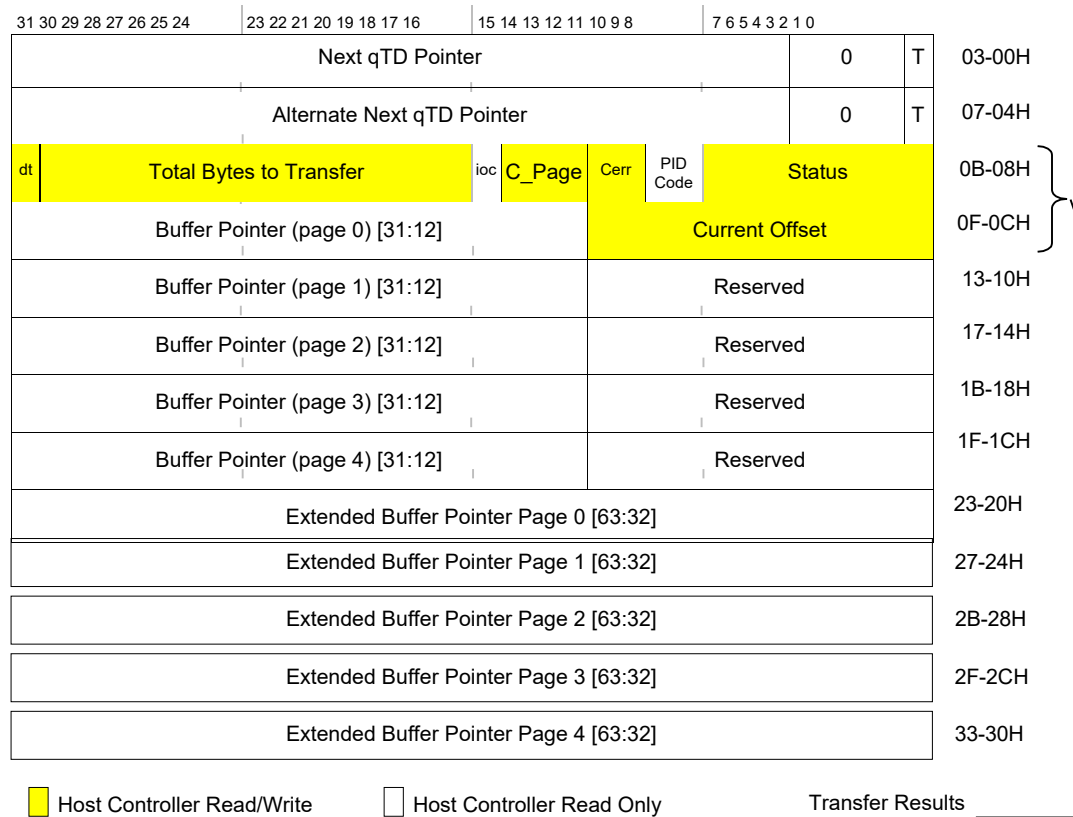 31 30 29 28 27 26 25 24 23 22 21 20 19 18 17 16 15 14 13 12 11 10 9 8 7 6 5 4 3 2 1 0
Next qTD Pointer 0 T 03-00H
Alternate Next qTD Pointer 0 T 07-04H
dt Total Bytes to Transfer ioc C_Page Cerr PID Code Status 0B-08H
Buffer Pointer (page 0) [31:12] Current Offset 0F-0CH
Buffer Pointer (page 1) [31:12] Reserved 13-10H
Buffer Pointer (page 2) [31:12] Reserved 17-14H
Buffer Pointer (page 3) [31:12] Reserved 1B-18H
Buffer Pointer (page 4) [31:12] Reserved 1F-1CH
Extended Buffer Pointer Page 0 [63:32] 23-20H
Extended Buffer Pointer Page 1 [63:32] 27-24H
Extended Buffer Pointer Page 2 [63:32] 2B-28H
Extended Buffer Pointer Page 3 [63:32] 2F-2CH
Extended Buffer Pointer Page 4 [63:32] 33-30H
Host Controller Read/Write Host Controller Read Only Transfer Results